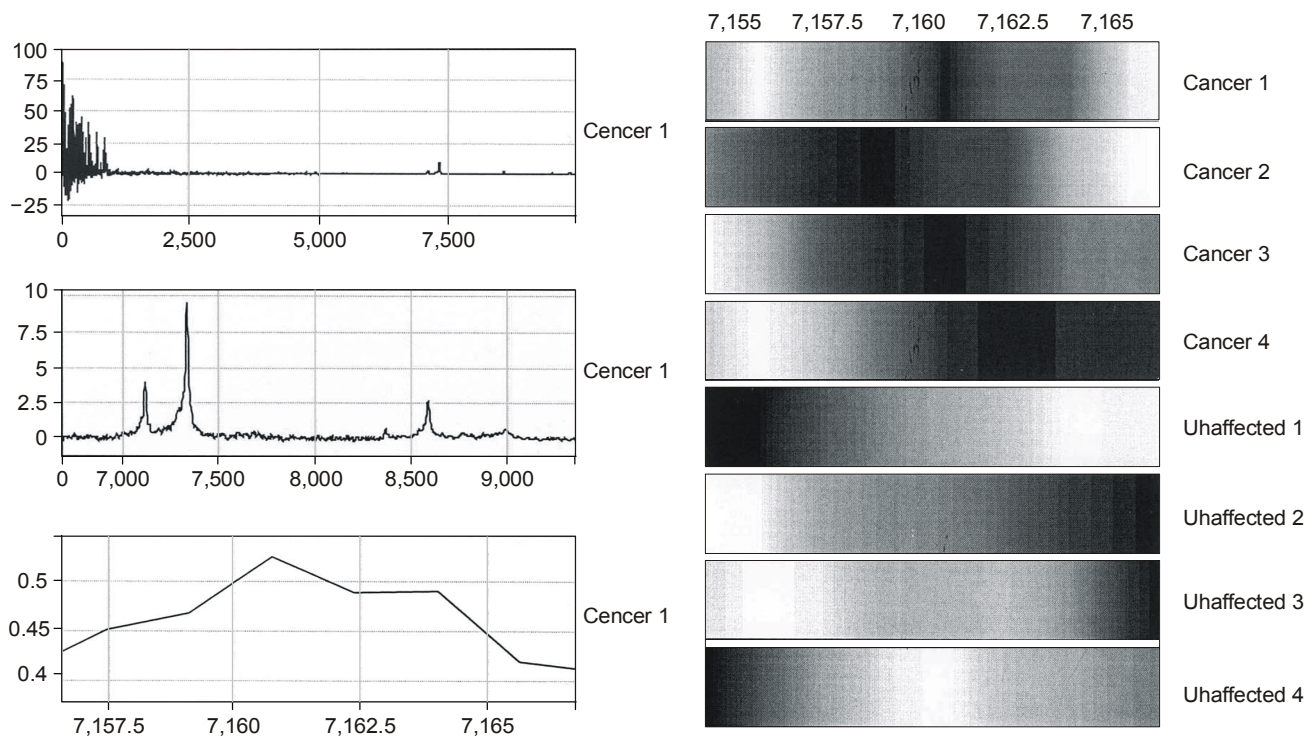 100
75
50
25
0
−25
0 2,500 5,000 7,500
Cencer 1
10
7.5
5
2.5
0
0 7,000 7,500 8,000 8,500 9,000
Cencer 1
0.5
0.45
0.4
7,157.5 7,160 7,162.5 7,165
Cencer 1
7,155 7,157.5 7,160 7,162.5 7,165
Cancer 1
Cancer 2
Cancer 3
Cancer 4
Uhaffected 1
Uhaffected 2
Uhaffected 3
Uhaffected 4